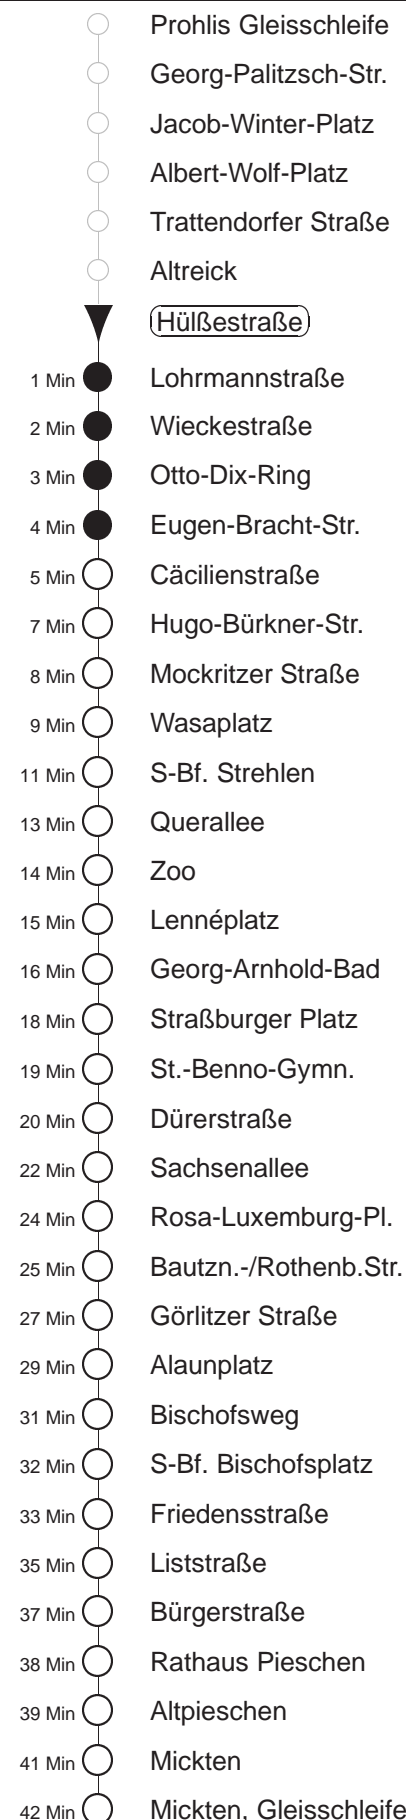 Prohlis Gleisschleife
Georg-Palitzsch-Str.
Jacob-Winter-Platz
Albert-Wolf-Platz
Trattendorfer Straße
Altreick
Hülßestraße
1 Min Lohrmannstraße
2 Min Wieckestraße
3 Min Otto-Dix-Ring
4 Min Eugen-Bracht-Str.
5 Min Cäcilienstraße
7 Min Hugo-Bürkner-Str.
8 Min Mockritzer Straße
9 Min Wasaplatz
11 Min S-Bf. Strehlen
13 Min Querallee
14 Min Zoo
15 Min Lennéplatz
16 Min Georg-Arnhold-Bad
18 Min Straßburger Platz
19 Min St.-Benno-Gymn.
20 Min Dürerstraße
22 Min Sachsenallee
24 Min Rosa-Luxemburg-Pl.
25 Min Bautzn.-/Rothenb.Str.
27 Min Görlitzer Straße
29 Min Alaunplatz
31 Min Bischofsweg
32 Min S-Bf. Bischofsplatz
33 Min Friedensstraße
35 Min Liststraße
37 Min Bürgerstraße
38 Min Rathaus Pieschen
39 Min Altpieschen
41 Min Mickten
42 Min Mickten, Gleisschleife